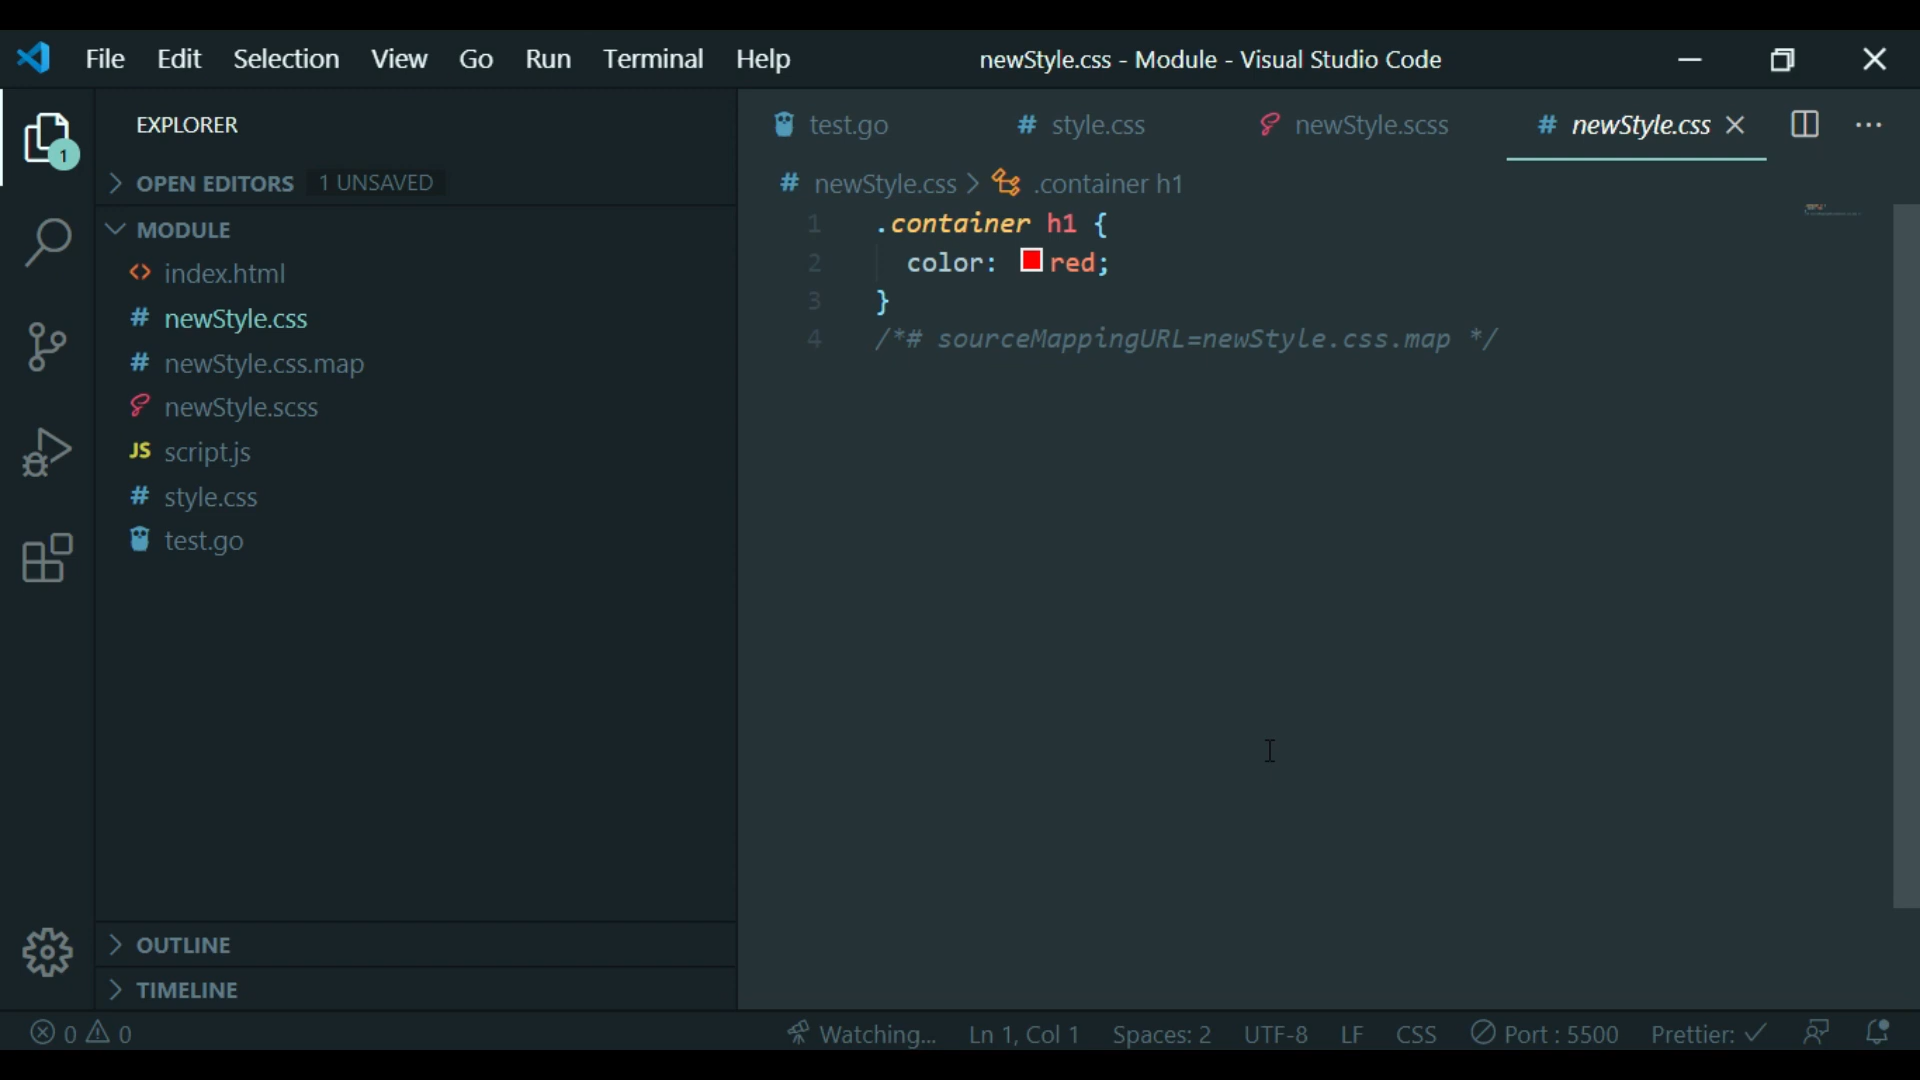 File Edit Selection View Go Run Terminal Help newStyle.css - Module - Visual Studio Code
EXPLORER
1
OPEN EDITORS 1 UNSAVED
MODULE
<> index.html
# newStyle.css
# newStyle.css.map
newStyle.scss
JS script.js
# style.css
test.go
OUTLINE
TIMELINE
test.go # style.css newStyle.scss # newStyle.css
# newStyle.css > .container h1
1 .container h1 {
2 color: red;
3 }
4 /*# sourceMappingURL=newStyle.css.map */
0 0 Watching... Ln 1, Col 1 Spaces: 2 UTF-8 LF CSS Port : 5500 Prettier: ✓